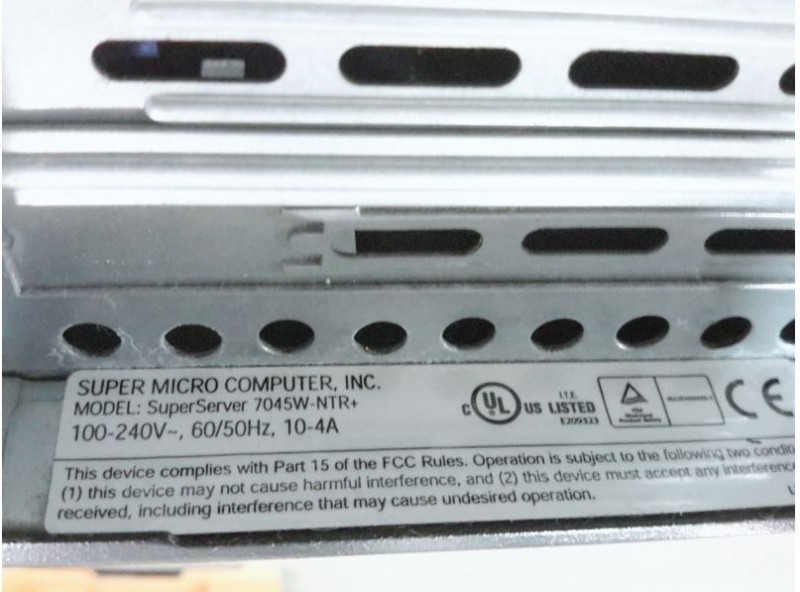 SUPER MICRO COMPUTER, INC.
MODEL: SuperServer 7045W-NTR+
100-240V~, 60/50Hz, 10-4A
c UL US LISTED
I.T.E.
E209323
CE
This device complies with Part 15 of the FCC Rules. Operation is subject to the following two
(1) this device may not cause harmful interference, and (2) this device must accept any
received, including interference that may cause undesired operation.